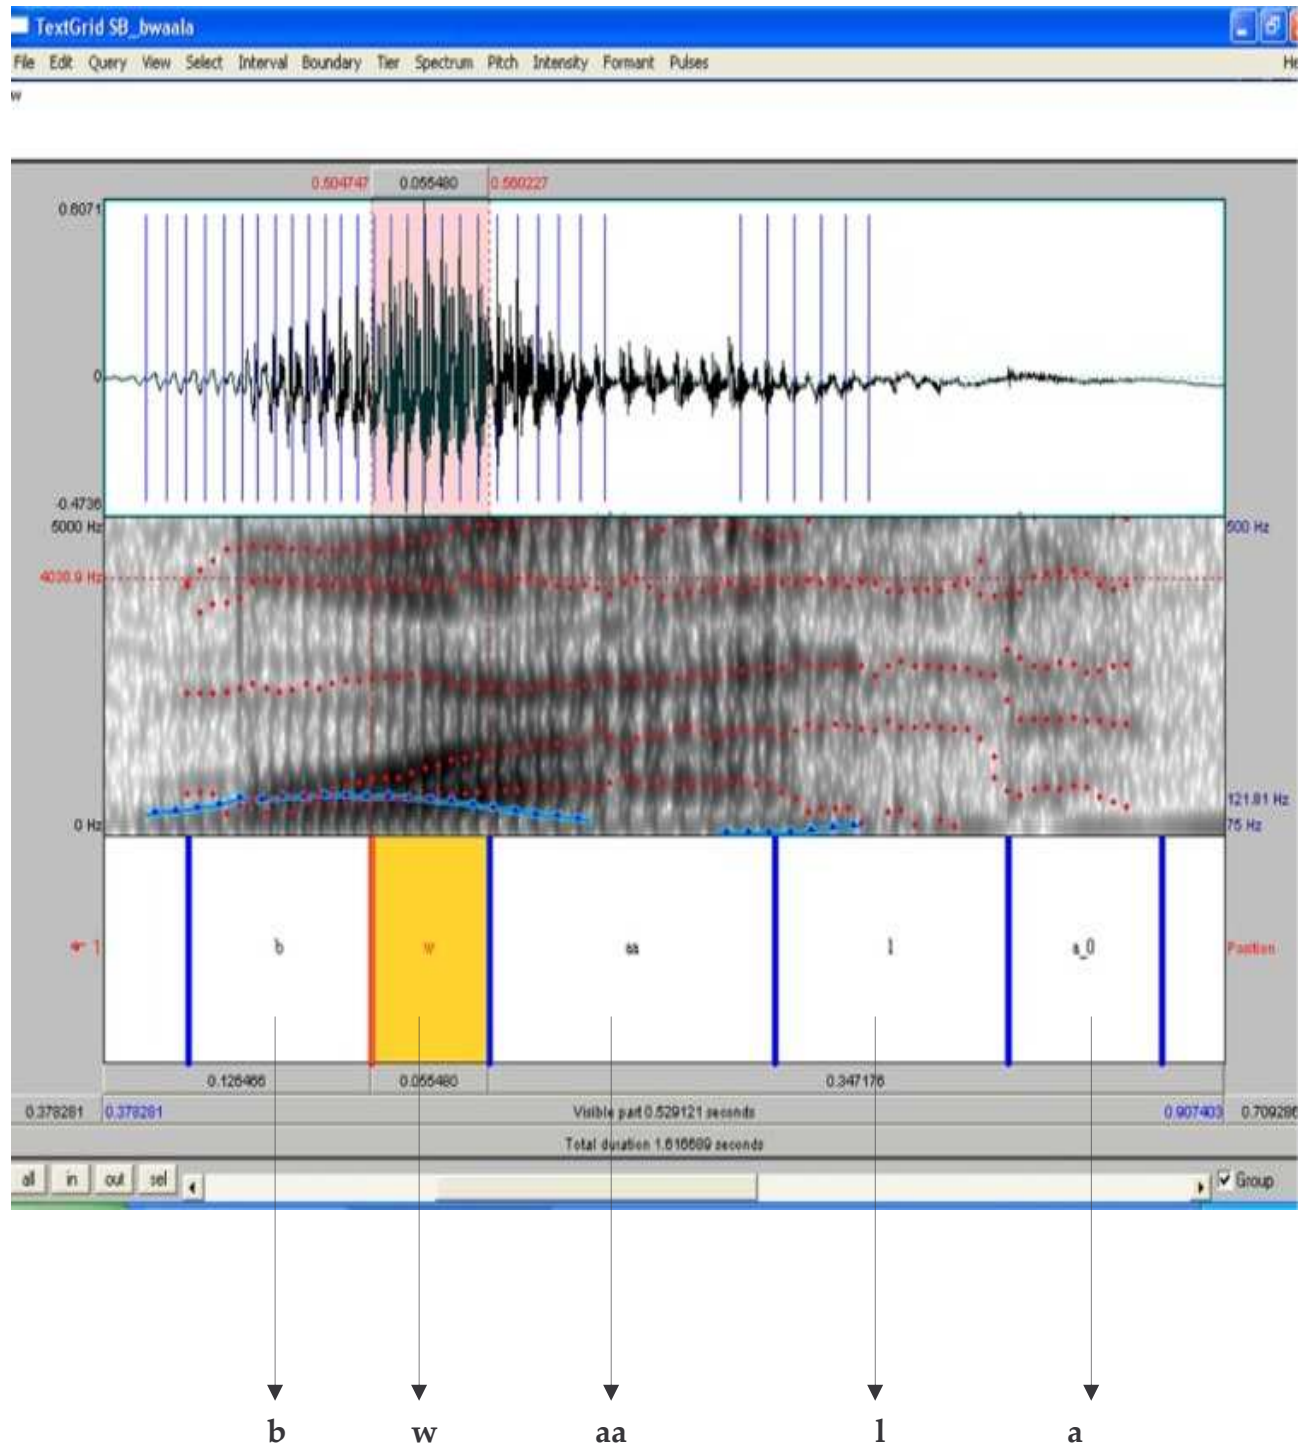 TextGrid SB_bwaala
File Edit Query View Select Interval Boundary Tier Spectrum Pitch Intensity Formant Pulses He
w
0.504747 0.055480 0.560227
0.6071
0
-0.4736
5000 Hz 500 Hz
4038.9 Hz
121.81 Hz
0 Hz 75 Hz
1 b w aa l a_0
0.126466 0.055480 0.347176
0.378281 0.378281 Visible part 0.529121 seconds 0.907403 0.709286
Total duration 1.616689 seconds
all in out sel Group
b w aa l a